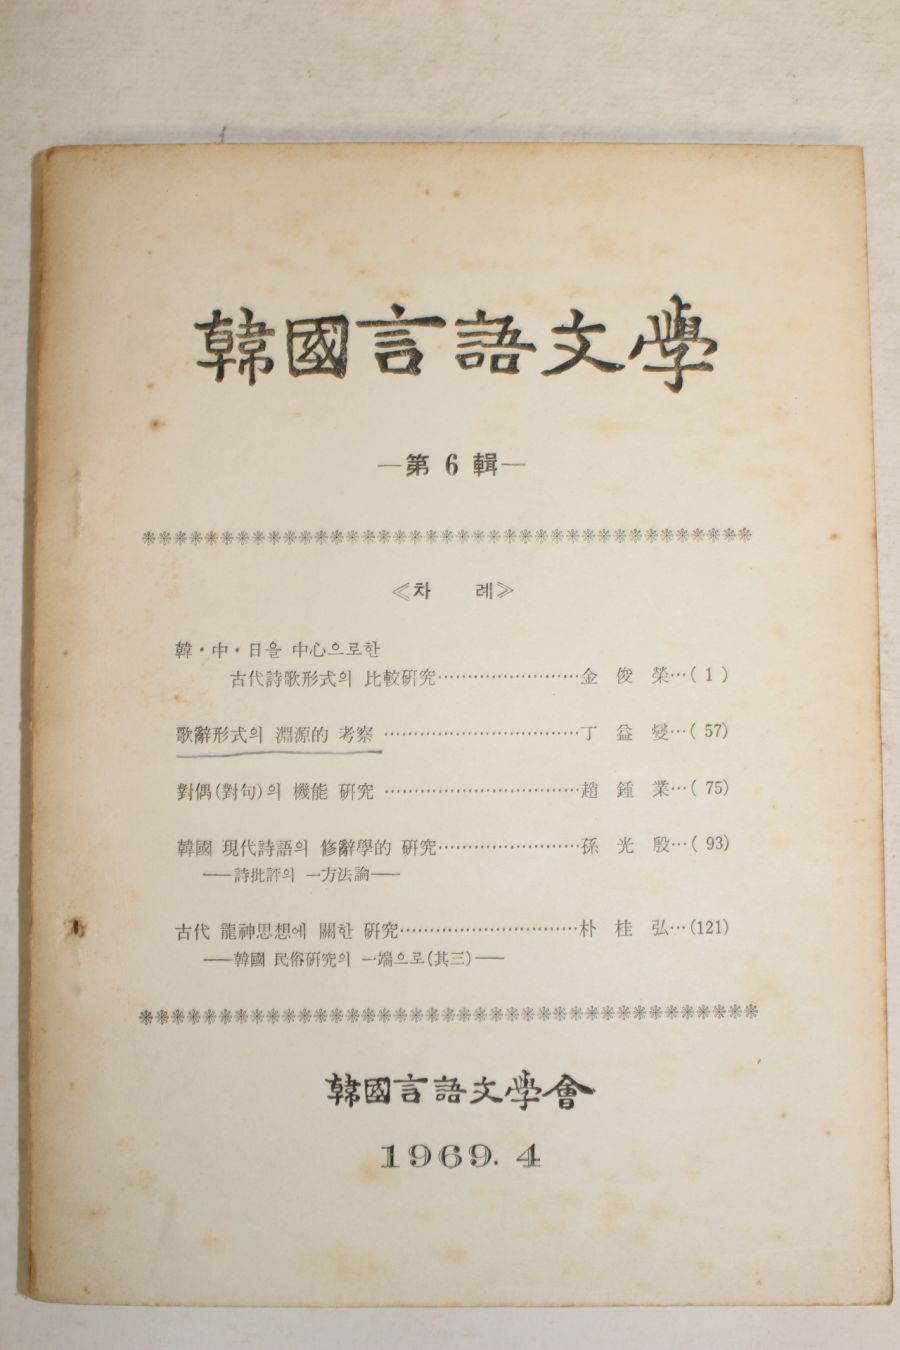 韓國言語文學
—第 6 輯—
≪차 례≫
韓・中・日을 中心으로한
古代詩歌形式의 比較硏究························金 俊 榮···( 1 )
歌辭形式의 淵源的 考察 ·································丁 益 燮···( 57)
對偶(對句)의 機能 硏究 ·································趙 鍾 業···( 75)
韓國 現代詩語의 修辭學的 硏究························孫 光 殷···( 93)
——詩批評의 一方法論——
古代 龍神思想에 關한 硏究······························朴 桂 弘···(121)
——韓國 民俗硏究의 一端으로(其三)——
韓國言語文學會
1969. 4